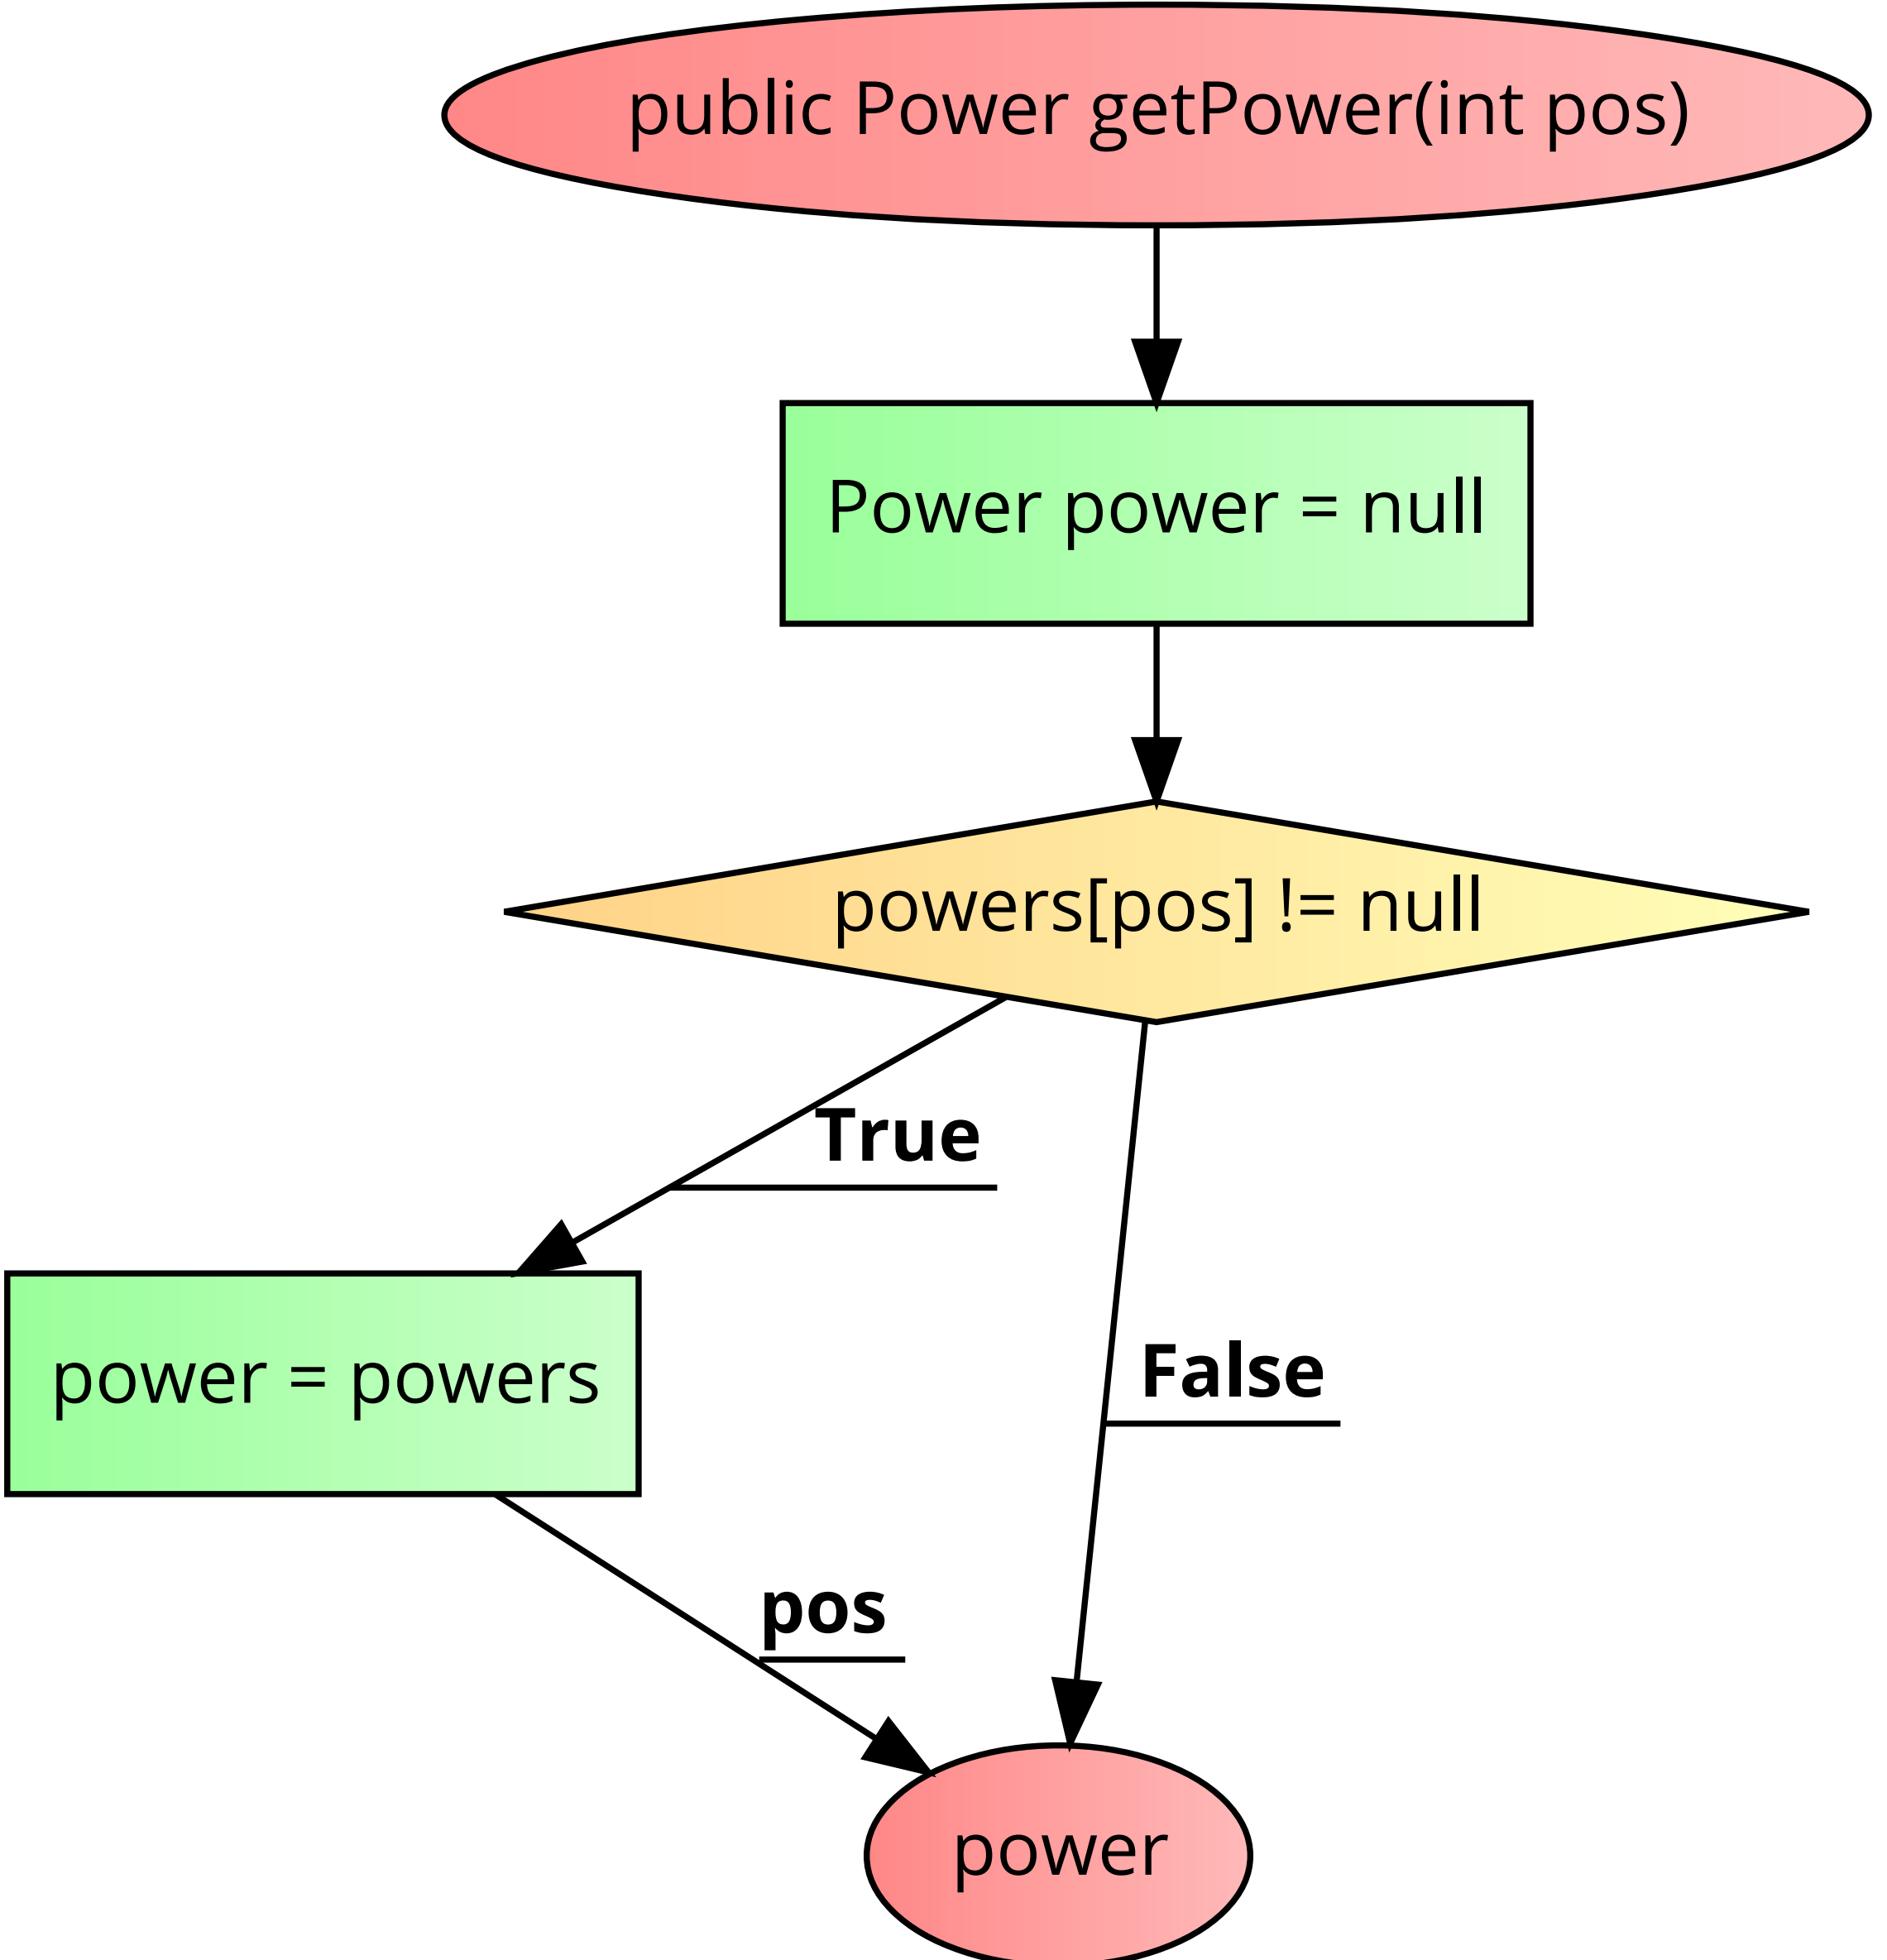 public Power getPower(int pos)
Power power = null
powers[pos] != null
True
power = powers
False
pos
power